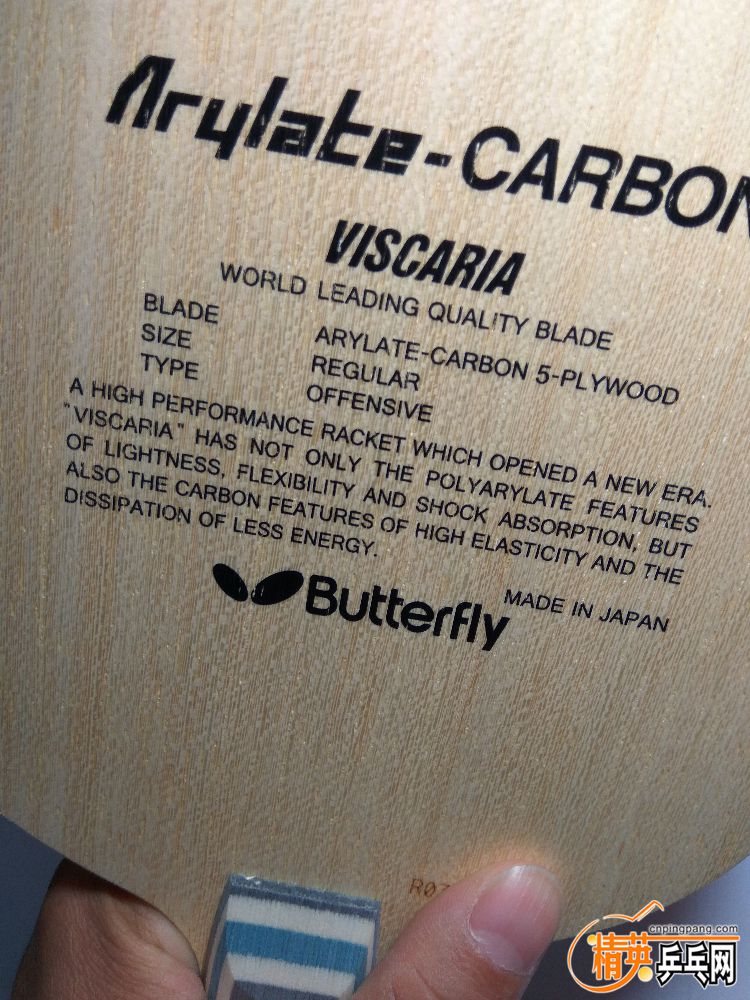 Arylate-CARBON
VISCARIA
WORLD LEADING QUALITY BLADE
BLADE ARYLATE-CARBON 5-PLYWOOD
SIZE REGULAR
TYPE OFFENSIVE
A HIGH PERFORMANCE RACKET WHICH OPENED A NEW ERA.
"VISCARIA" HAS NOT ONLY THE POLYARYLATE FEATURES
OF LIGHTNESS, FLEXIBILITY AND SHOCK ABSORPTION, BUT
ALSO THE CARBON FEATURES OF HIGH ELASTICITY AND THE
DISSIPATION OF LESS ENERGY.
Butterfly MADE IN JAPAN
cnpingpang.com
精英乒乓网